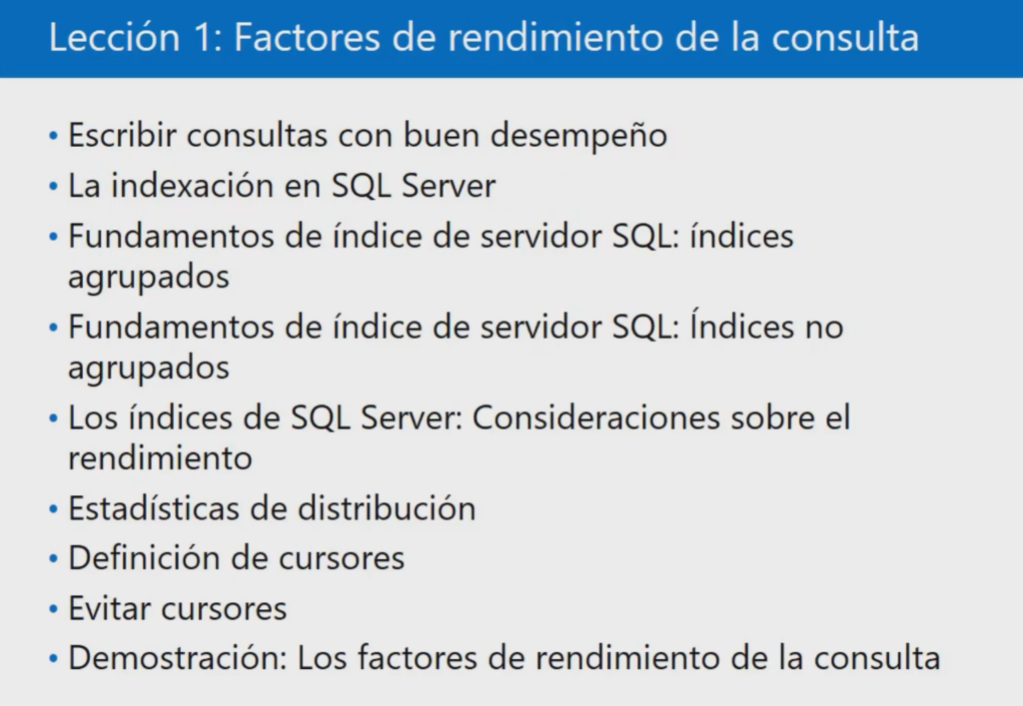 Lección 1: Factores de rendimiento de la consulta
• Escribir consultas con buen desempeño
• La indexación en SQL Server
• Fundamentos de índice de servidor SQL: índices
agrupados
• Fundamentos de índice de servidor SQL: Índices no
agrupados
• Los índices de SQL Server: Consideraciones sobre el
rendimiento
• Estadísticas de distribución
• Definición de cursores
• Evitar cursores
• Demostración: Los factores de rendimiento de la consulta